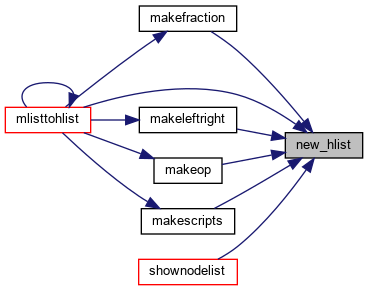 makefraction
mlisttohlist
makeleftright
new_hlist
makeop
makescripts
shownodelist